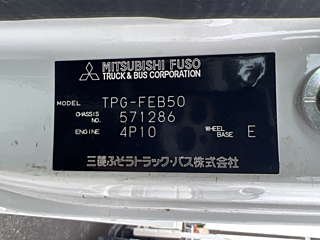 MITSUBISHI FUSO
TRUCK & BUS CORPORATION
MODEL TPG-FEB50
CHASSIS NO. 571286
ENGINE 4P10 WHEEL BASE E
三菱ふそうトラック・バス株式会社